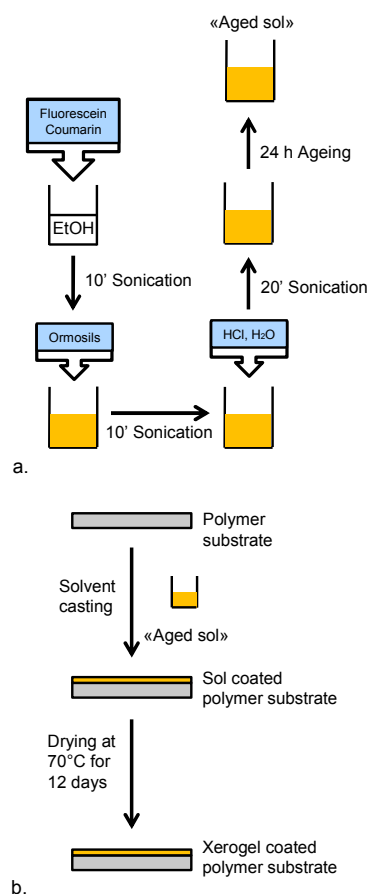 «Aged sol»
Fluorescein
Coumarin
24 h Ageing
EtOH
10’ Sonication
20’ Sonication
Ormosils
HCl, H2O
10’ Sonication
a.
Polymer
substrate
Solvent
casting
«Aged sol»
Sol coated
polymer substrate
Drying at
70°C for
12 days
Xerogel coated
polymer substrate
b.